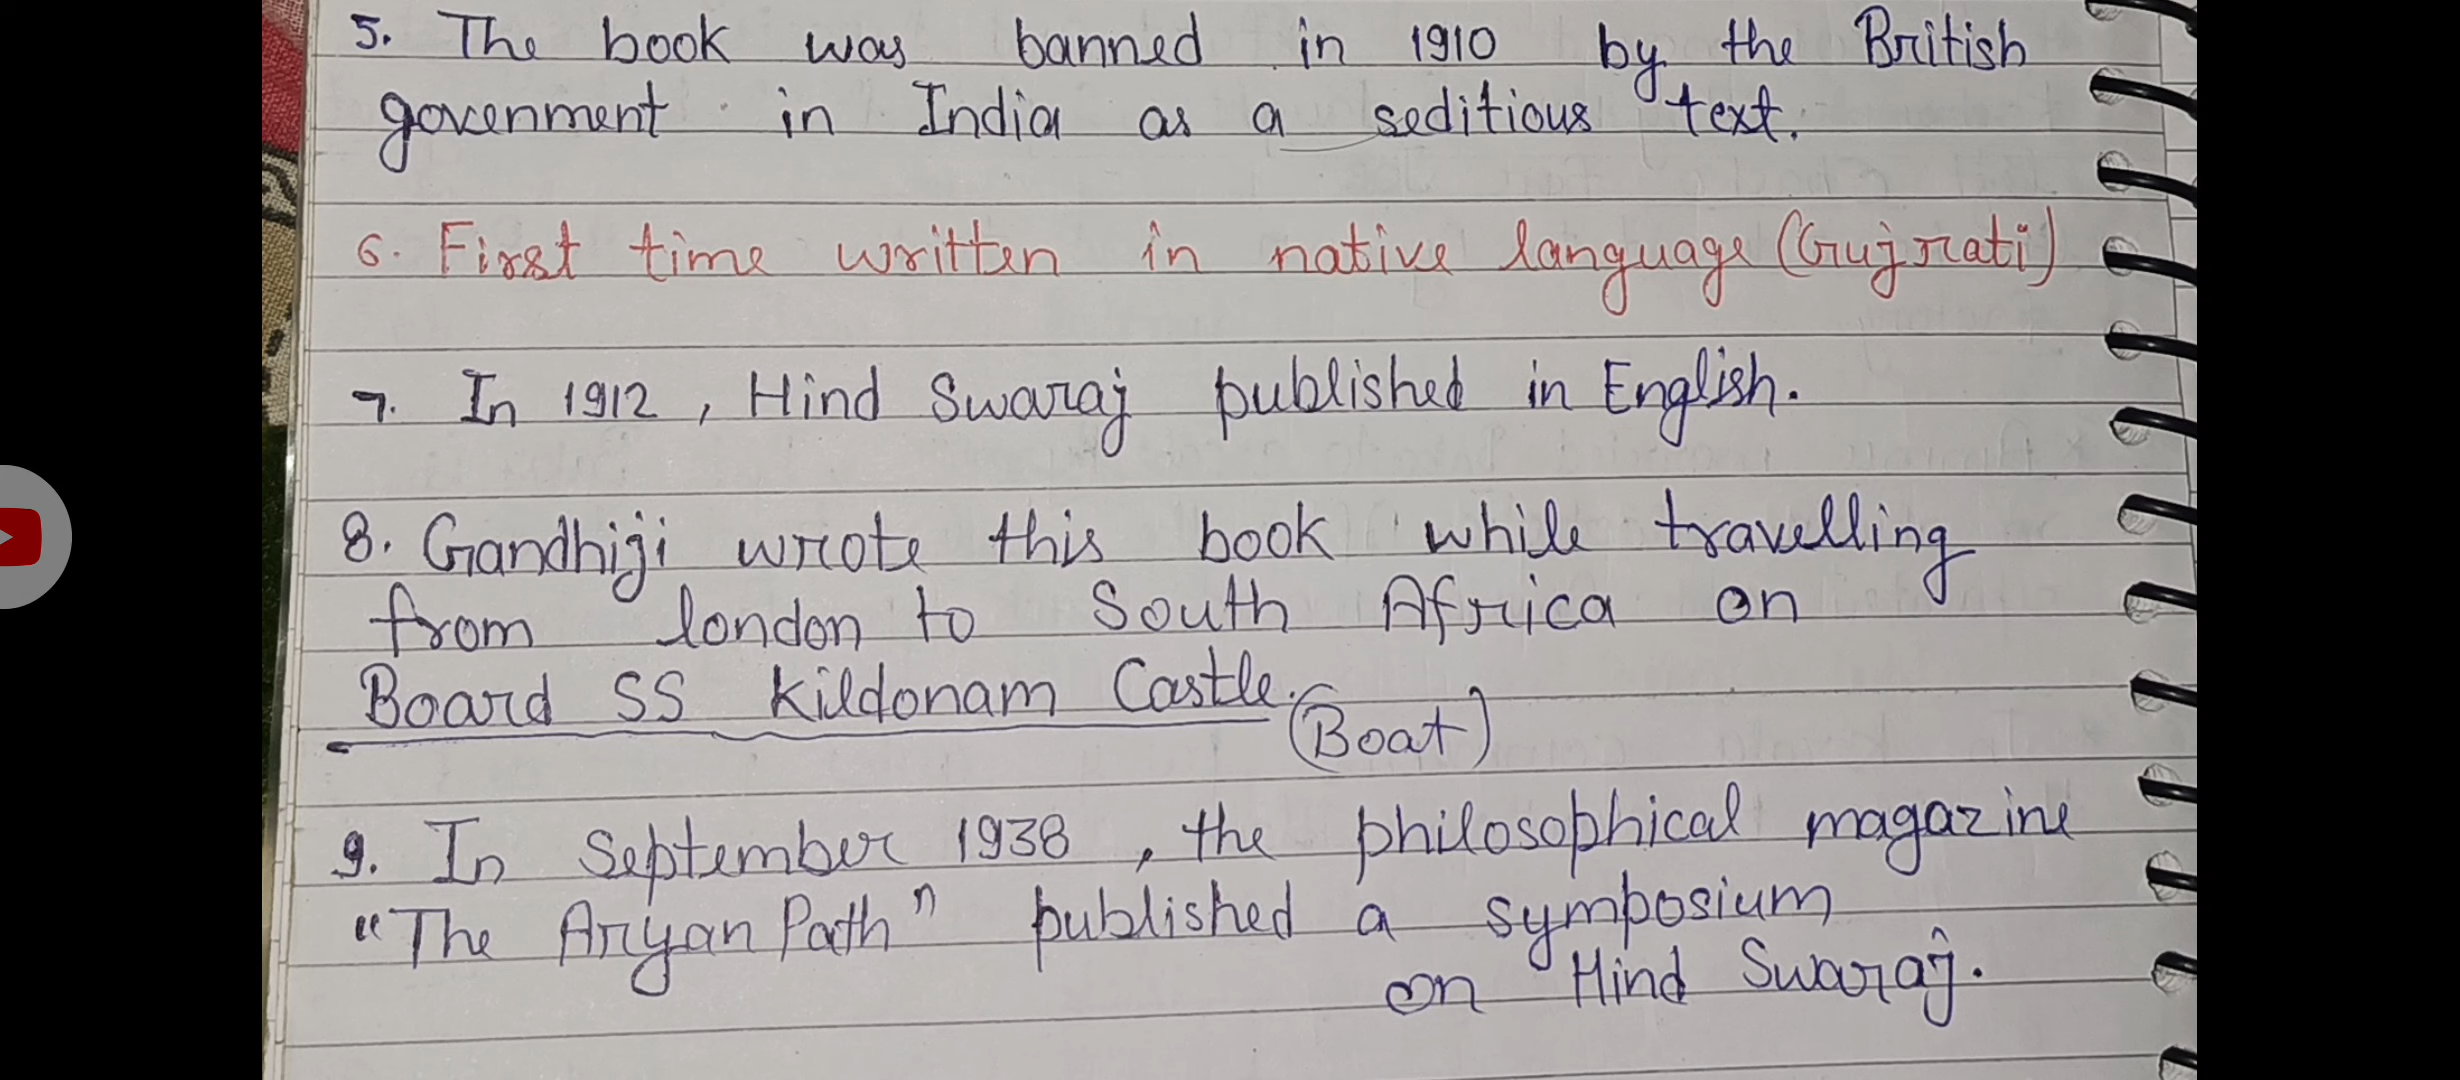 5. The book was banned in 1910 by the British
govenment in India as a seditious text.
6. First time written in native language (Gujrati)
7. In 1912, Hind Swaraj published in English.
8. Gandhiji wrote this book while travelling
from london to South Africa on
Board SS Kildonam Castle.
(Boat)
9. In September 1938, the philosophical magazine
"The Aryan Path" published a symposium
on Hind Swaraj.